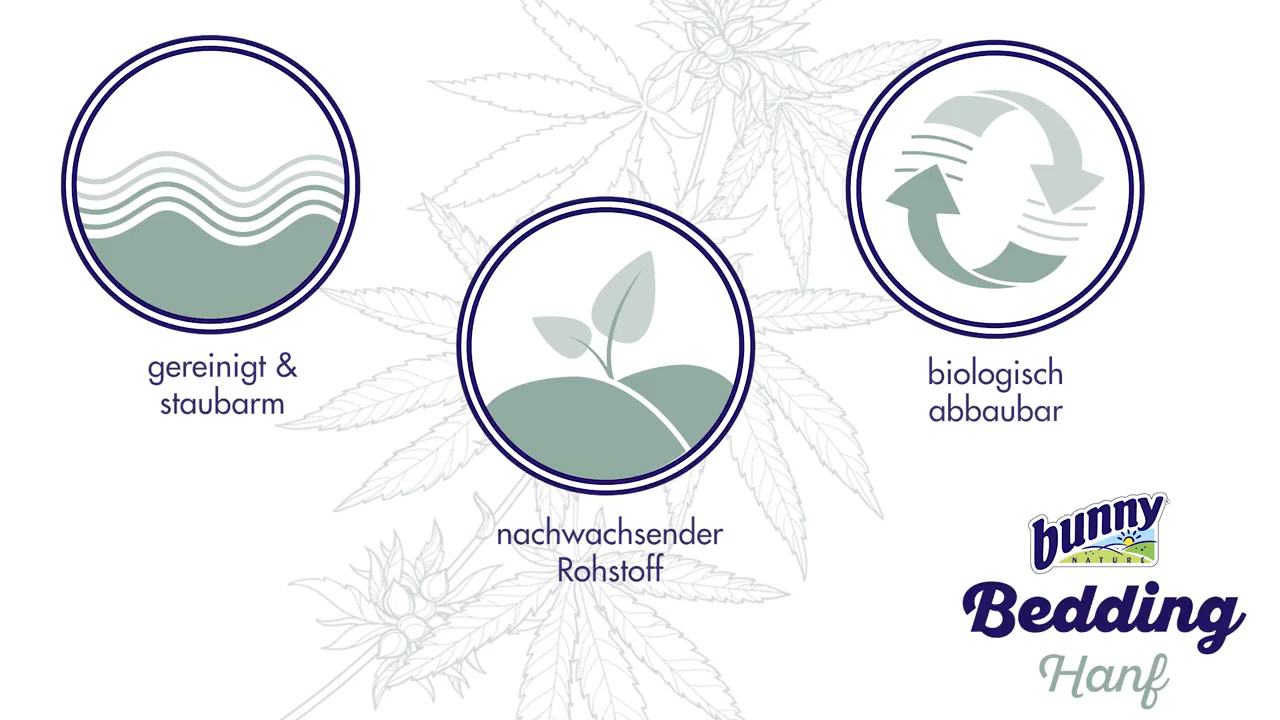 gereinigt &
staubarm
nachwachsender
Rohstoff
biologisch
abbaubar
bunny
NATURE
Bedding
Hanf